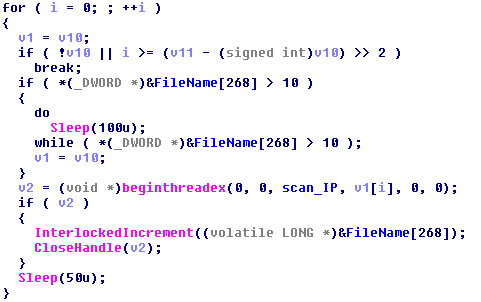 for ( i = 0; ; ++i )
{
  v1 = v10;
  if ( !v10 || i >= (v11 - (signed int)v10) >> 2 )
    break;
  if ( *(_DWORD *)&FileName[268] > 10 )
  {
    do
      Sleep(100u);
    while ( *(_DWORD *)&FileName[268] > 10 );
    v1 = v10;
  }
  v2 = (void *)beginthreadex(0, 0, scan_IP, v1[i], 0, 0);
  if ( v2 )
  {
    InterlockedIncrement((volatile LONG *)&FileName[268]);
    CloseHandle(v2);
  }
  Sleep(50u);
}